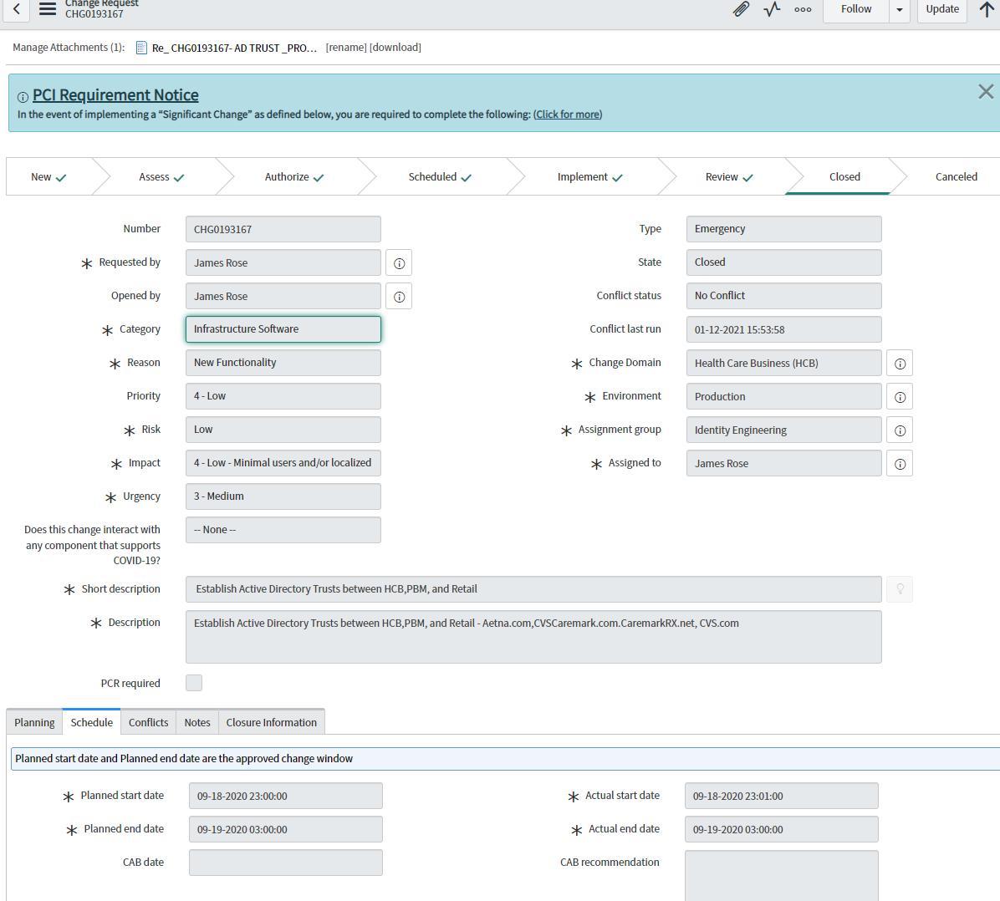 Change Request
CHG0193167
Follow
Update
Manage Attachments (1):
Re_ CHG0193167- AD TRUST _PRO...
[rename] [download]
PCI Requirement Notice
In the event of implementing a “Significant Change” as defined below, you are required to complete the following: (Click for more)
New
Assess
Authorize
Scheduled
Implement
Review
Closed
Canceled
Number
CHG0193167
Type
Emergency
Requested by
James Rose
State
Closed
Opened by
James Rose
Conflict status
No Conflict
Category
Infrastructure Software
Conflict last run
01-12-2021 15:53:58
Reason
New Functionality
Change Domain
Health Care Business (HCB)
Priority
4 - Low
Environment
Production
Risk
Low
Assignment group
Identity Engineering
Impact
4 - Low - Minimal users and/or localized
Assigned to
James Rose
Urgency
3 - Medium
Does this change interact with
any component that supports
COVID-19?
-- None --
Short description
Establish Active Directory Trusts between HCB,PBM, and Retail
Description
Establish Active Directory Trusts between HCB,PBM, and Retail - Aetna.com,CVSCaremark.com.CaremarkRX.net, CVS.com
PCR required
Planning
Schedule
Conflicts
Notes
Closure Information
Planned start date and Planned end date are the approved change window
Planned start date
09-18-2020 23:00:00
Actual start date
09-18-2020 23:01:00
Planned end date
09-19-2020 03:00:00
Actual end date
09-19-2020 03:00:00
CAB date
CAB recommendation